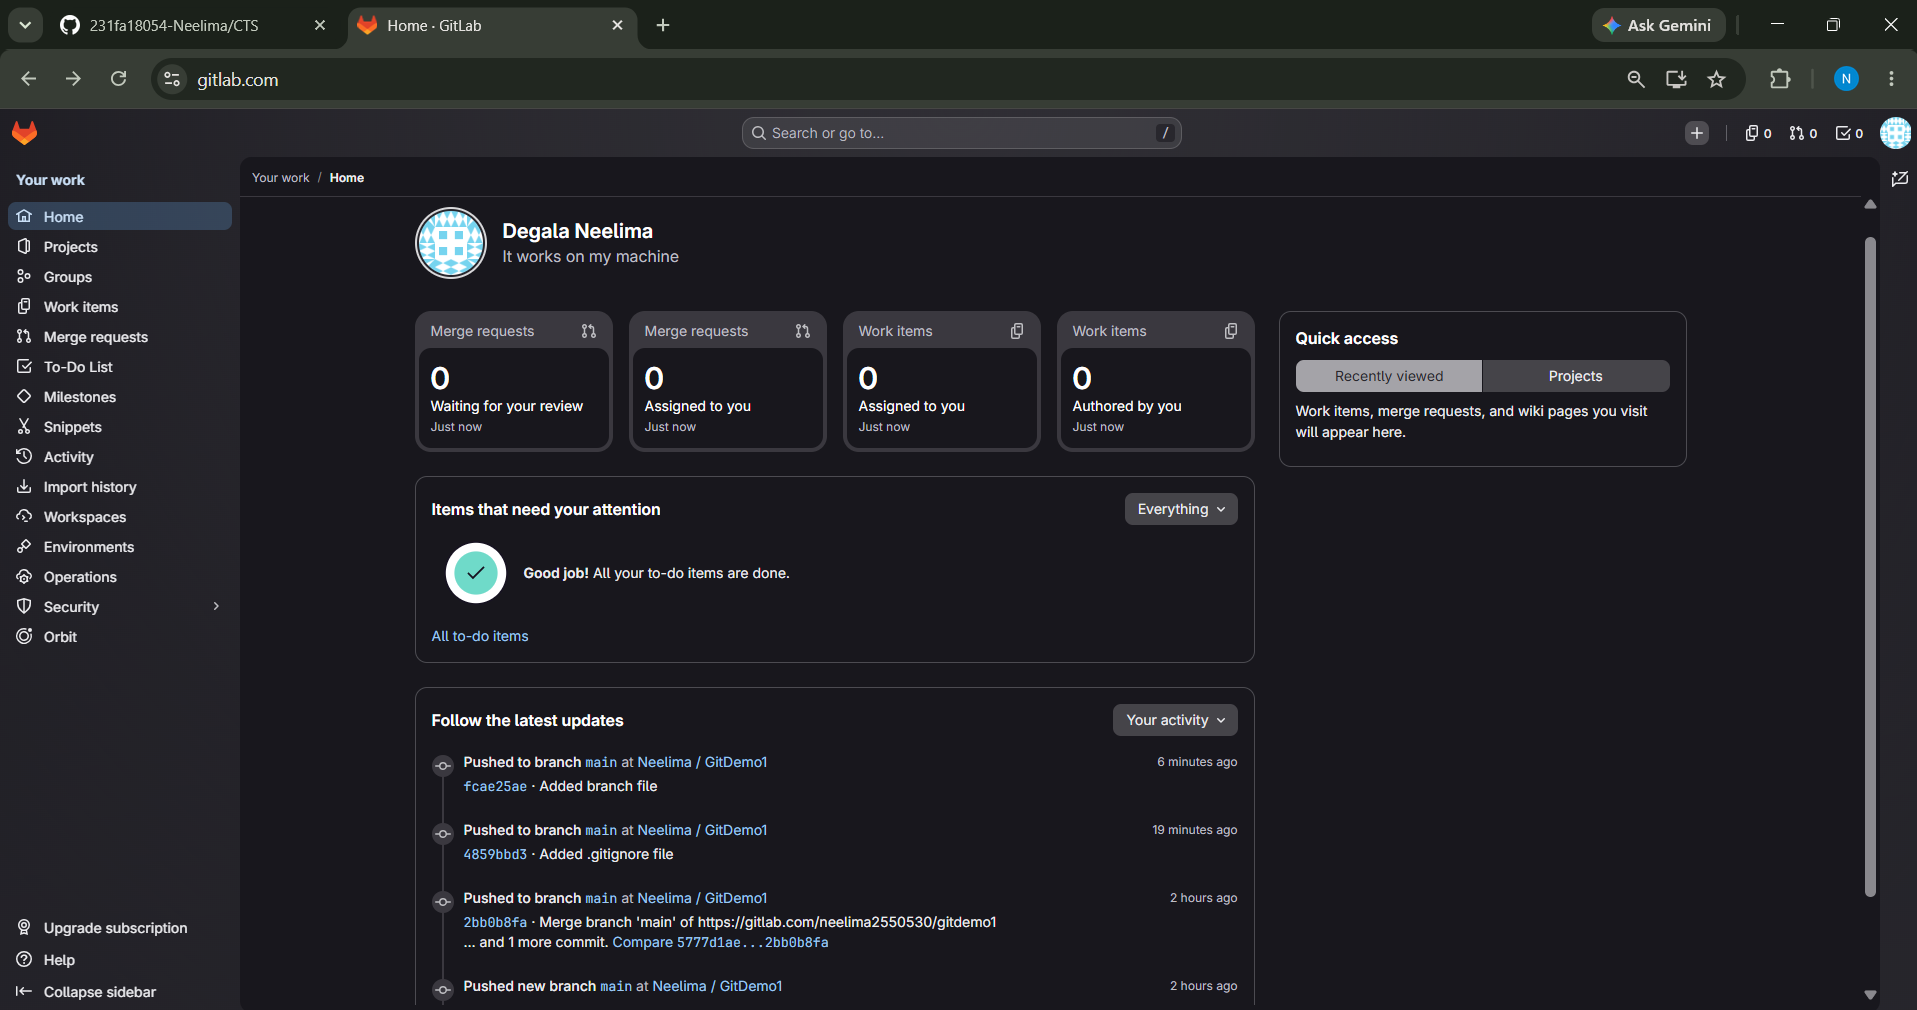 231fa18054-Neelima/CTS
Home · GitLab
Ask Gemini
gitlab.com
N
Search or go to...
/
0
0
0
Your work
Home
Projects
Groups
Work items
Merge requests
To-Do List
Milestones
Snippets
Activity
Import history
Workspaces
Environments
Operations
Security
Orbit
Upgrade subscription
Help
Collapse sidebar
Your work / Home
Degala Neelima
It works on my machine
Merge requests
0
Waiting for your review
Just now
Merge requests
0
Assigned to you
Just now
Work items
0
Assigned to you
Just now
Work items
0
Authored by you
Just now
Quick access
Recently viewed
Projects
Work items, merge requests, and wiki pages you visit
will appear here.
Items that need your attention
Everything
Good job! All your to-do items are done.
All to-do items
Follow the latest updates
Your activity
Pushed to branch main at Neelima / GitDemo1
6 minutes ago
fcae25ae · Added branch file
Pushed to branch main at Neelima / GitDemo1
19 minutes ago
4859bbd3 · Added .gitignore file
Pushed to branch main at Neelima / GitDemo1
2 hours ago
2bb0b8fa · Merge branch 'main' of https://gitlab.com/neelima2550530/gitdemo1
... and 1 more commit. Compare 5777d1ae...2bb0b8fa
Pushed new branch main at Neelima / GitDemo1
2 hours ago